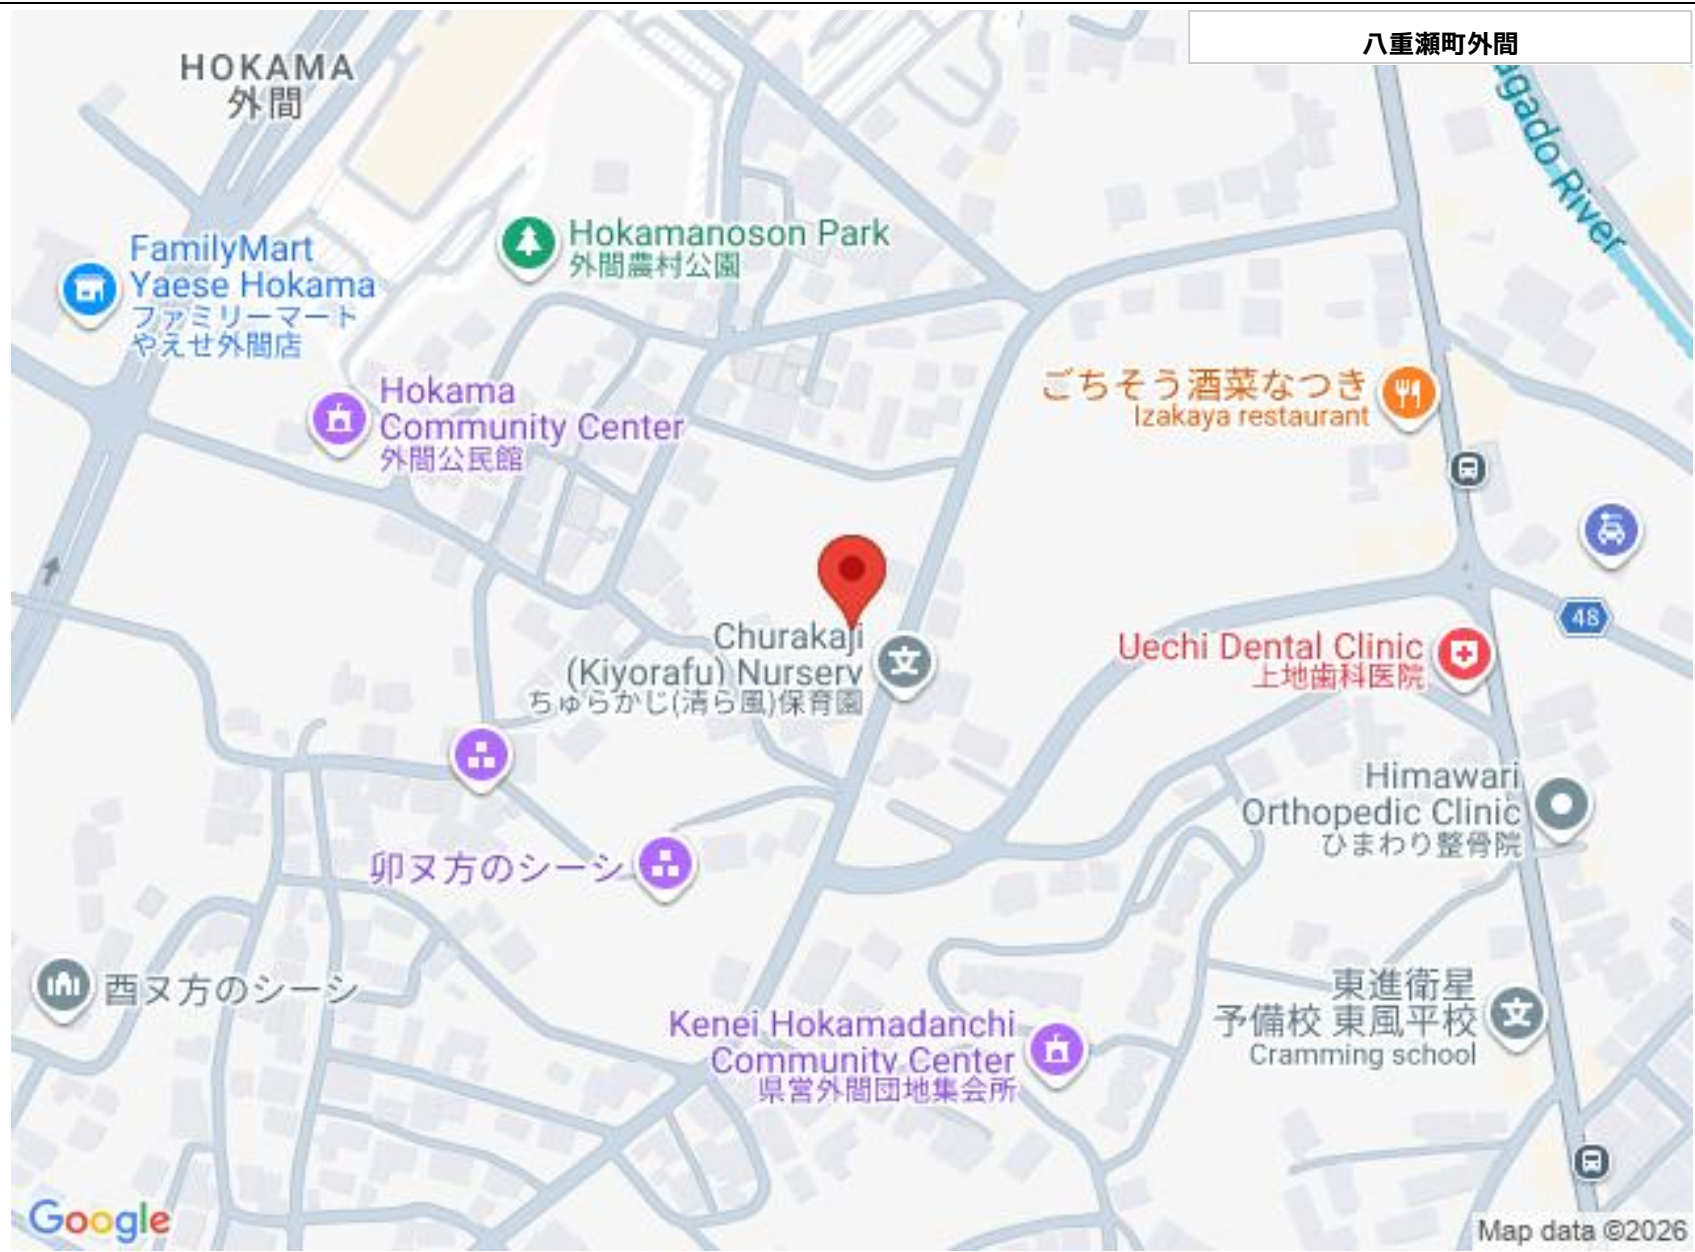 八重瀬町外間
HOKAMA
外間
Hokamanoson Park
外間農村公園
FamilyMart
Yaese Hokama
ファミリーマート
やえせ外間店
Hokama
Community Center
外間公民館
ごちそう酒菜なつき
Izakaya restaurant
48
Churakaji
(Kiyorafu) Nursery
ちゅらかじ(清ら風)保育園
Uechi Dental Clinic
上地歯科医院
Himawari
Orthopedic Clinic
ひまわり整骨院
卯ヌ方のシーシ
酉ヌ方のシーシ
東進衛星
予備校 東風平校
Cramming school
Kenei Hokamadanchi
Community Center
県営外間団地集会所
Google
Map data ©2026
River